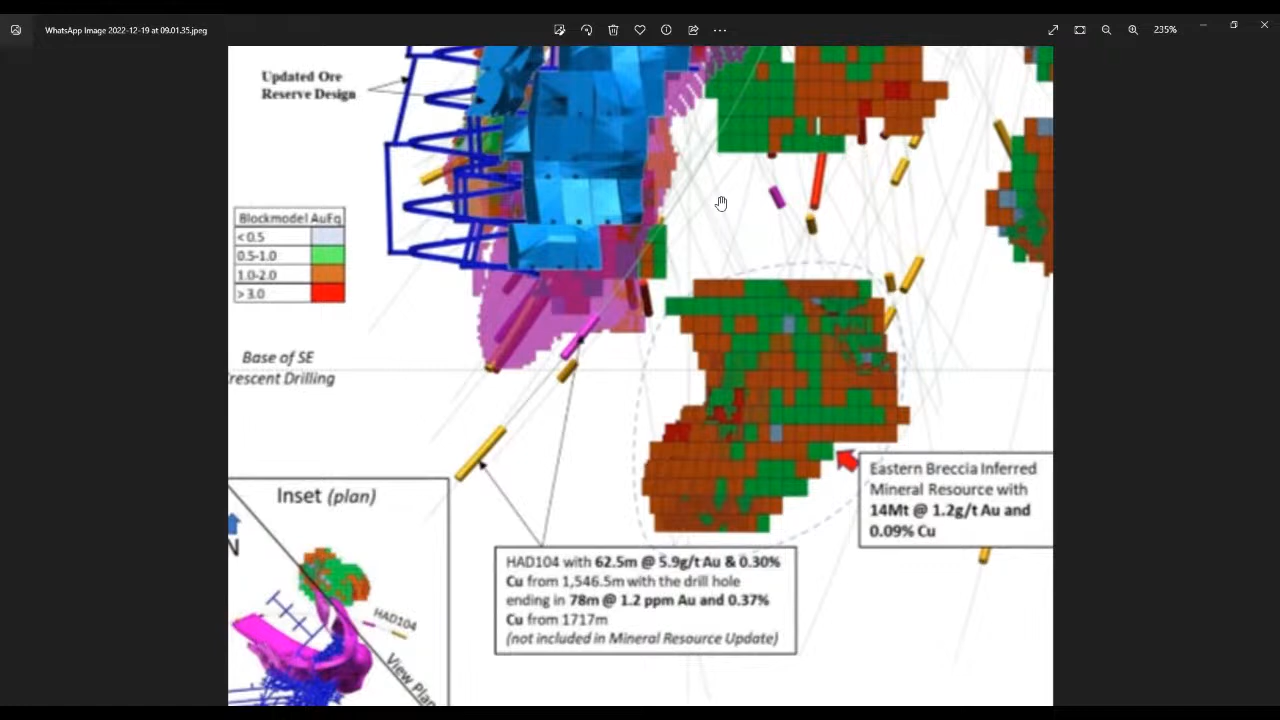 WhatsApp Image 2022-12-19 at 09.01.35.jpeg
235%
Updated Ore
Reserve Design
Blockmodel AuEq
< 0.5
0.5-1.0
1.0-2.0
> 3.0
Base of SE
rescent Drilling
Inset (plan)
N
HAD104
View Plan
Eastern Breccia Inferred
Mineral Resource with
14Mt @ 1.2g/t Au and
0.09% Cu
HAD104 with 62.5m @ 5.9g/t Au & 0.30%
Cu from 1,546.5m with the drill hole
ending in 78m @ 1.2 ppm Au and 0.37%
Cu from 1717m
(not included in Mineral Resource Update)